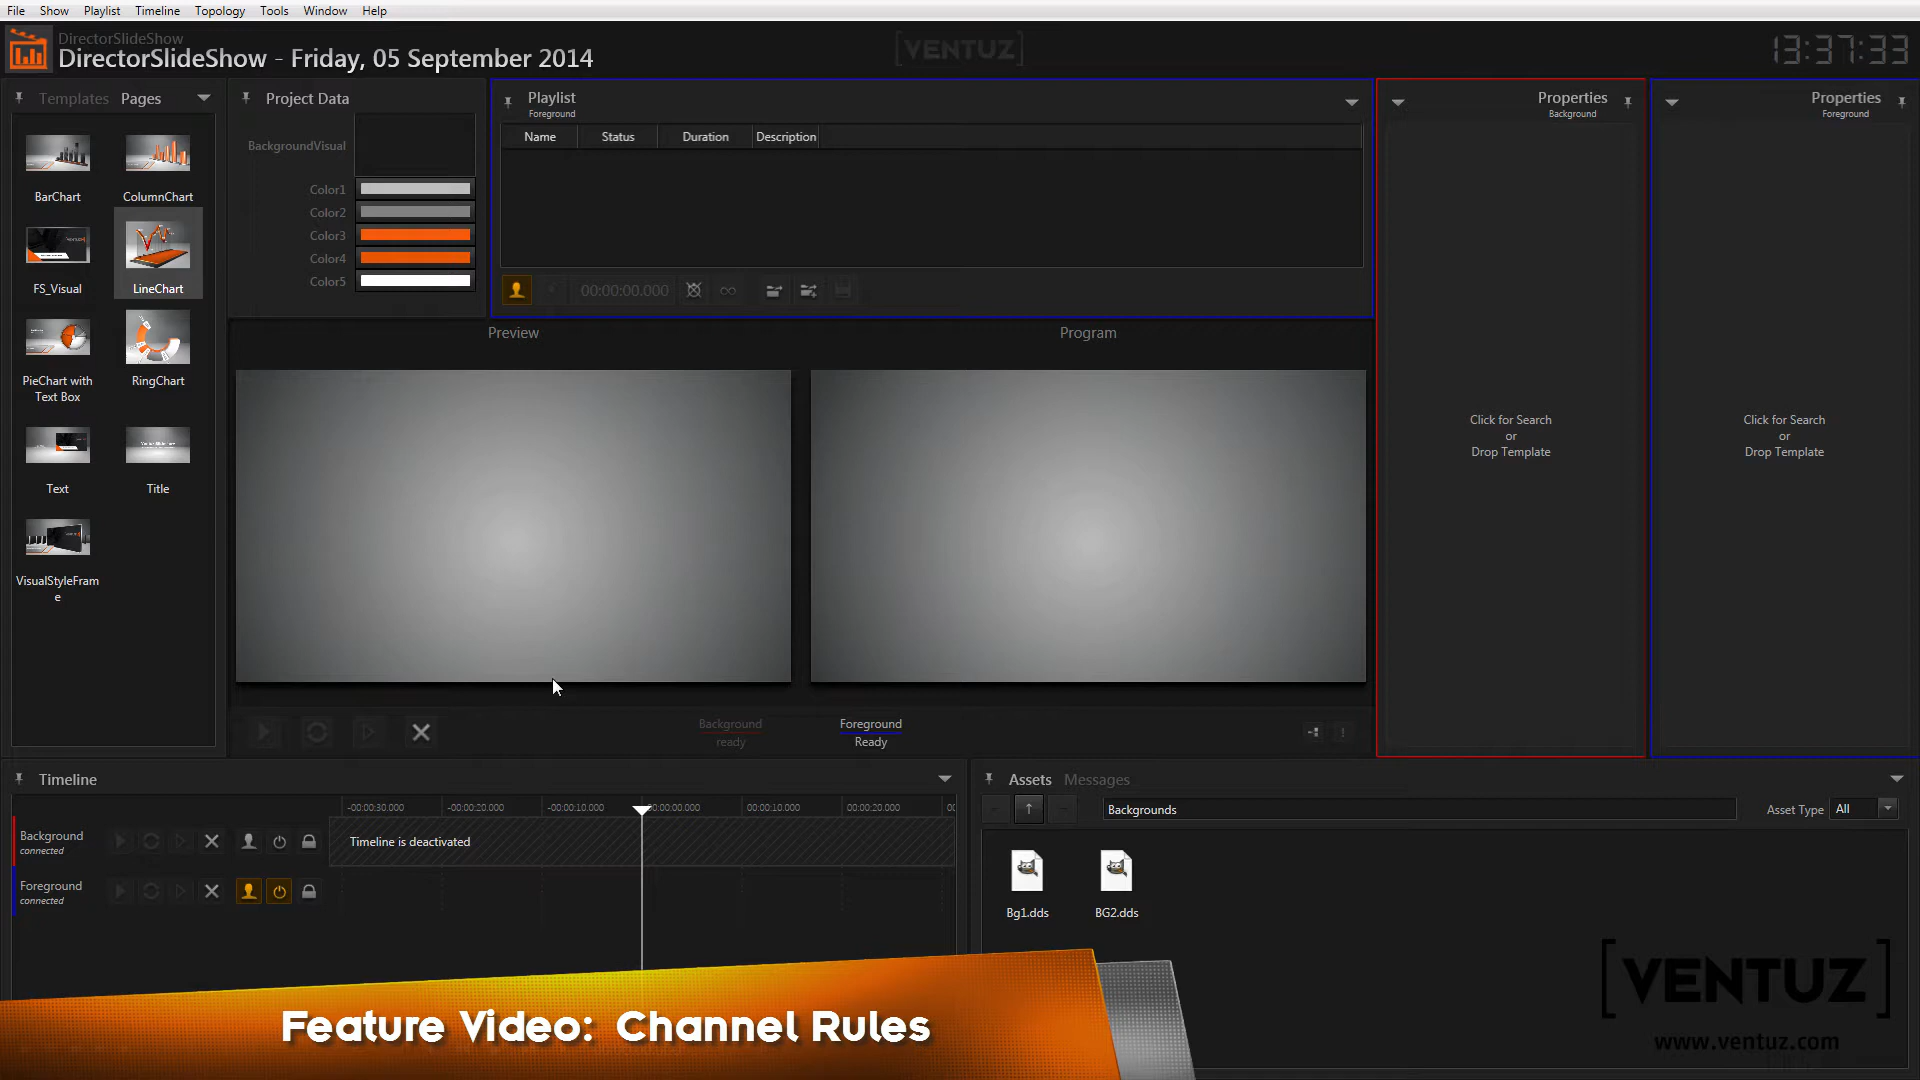 File Show Playlist Timeline Topology Tools Window Help
DirectorSlideShow
DirectorSlideShow - Friday, 05 September 2014
[VENTUZ]
13:37:33
Templates Pages
BarChart
ColumnChart
FS_Visual
LineChart
PieChart with
Text Box
RingChart
Text
Title
VisualStyleFram
e
Project Data
BackgroundVisual
Color1
Color2
Color3
Color4
Color5
Playlist
Foreground
Name Status Duration Description
00:00:00.000
Properties
Background
Click for Search
or
Drop Template
Properties
Foreground
Click for Search
or
Drop Template
Preview
Program
Background
ready
Foreground
Ready
Timeline
-00:00:30.000 -00:00:20.000 -00:00:10.000 00:00:00.000 00:00:10.000 00:00:20.000
Background
connected
Timeline is deactivated
Foreground
connected
Assets Messages
Backgrounds
Asset Type All
Bg1.dds
BG2.dds
Feature Video: Channel Rules
[VENTUZ]
www.ventuz.com